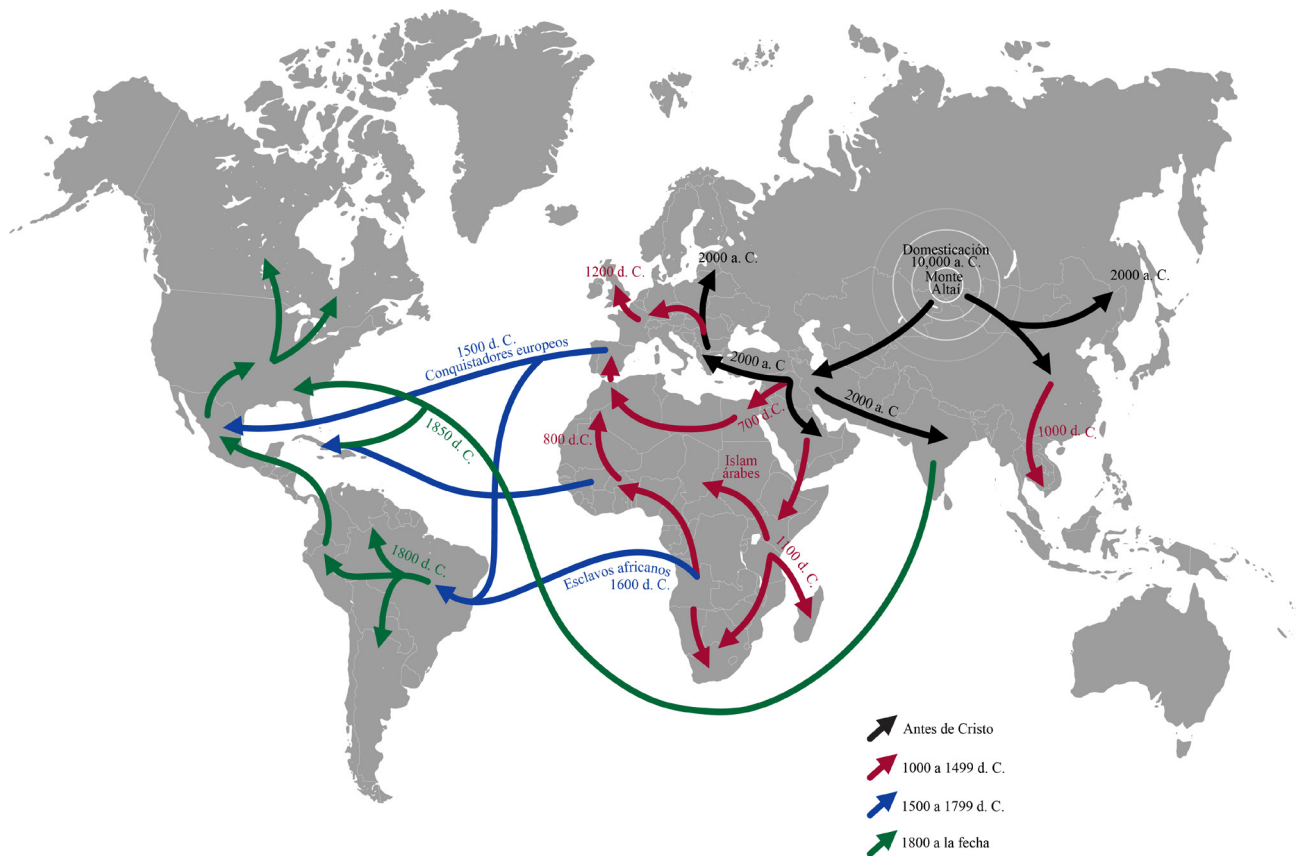 Domesticación
10,000 a. C.
Monte
Altaí
2000 a. C.
2000 a. C.
1200 d. C.
2000 a. C
2000 a. C
1500 d. C.
Conquistadores europeos
700 d.C.
1000 d. C.
1850 d. C.
800 d.C.
Islam
árabes
1100 d. C.
1800 d. C.
Esclavos africanos
1600 d. C.
Antes de Cristo
1000 a 1499 d. C.
1500 a 1799 d. C.
1800 a la fecha